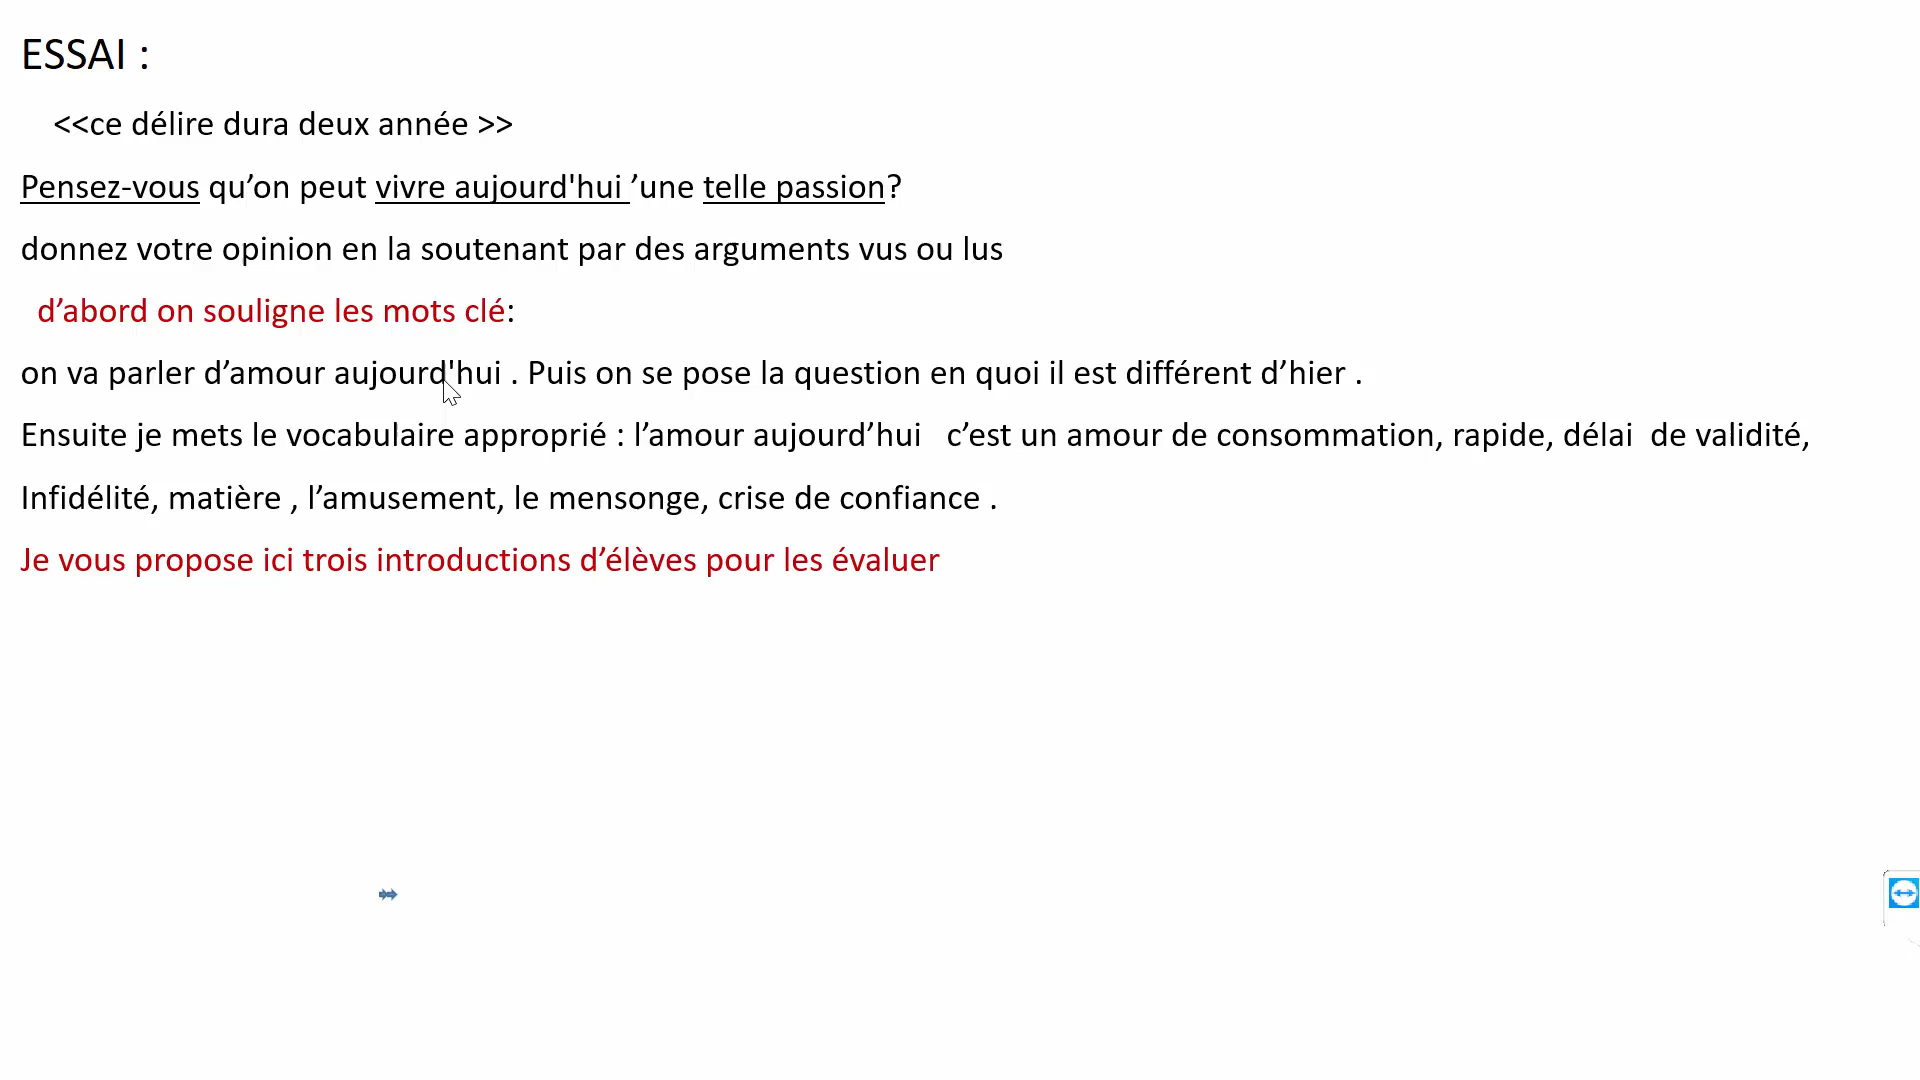 ESSAI :
<<ce délire dura deux année >>
Pensez-vous qu’on peut vivre aujourd'hui ’une telle passion?
donnez votre opinion en la soutenant par des arguments vus ou lus
d’abord on souligne les mots clé:
on va parler d’amour aujourd'hui . Puis on se pose la question en quoi il est différent d’hier .
Ensuite je mets le vocabulaire approprié : l’amour aujourd’hui c’est un amour de consommation, rapide, délai de validité,
Infidélité, matière , l’amusement, le mensonge, crise de confiance .
Je vous propose ici trois introductions d’élèves pour les évaluer